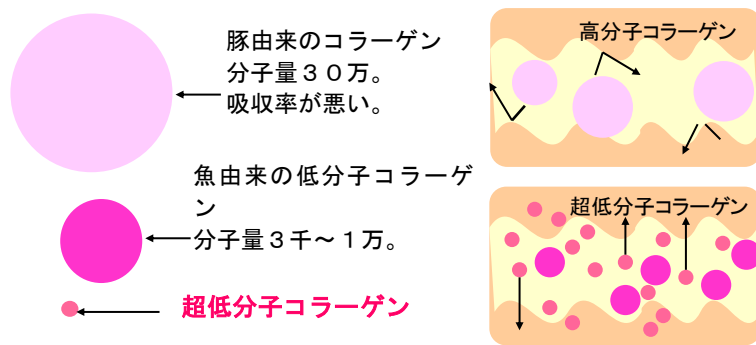 豚由来のコラーゲン
分子量３０万。
吸収率が悪い。
魚由来の低分子コラーゲ
ン
分子量３千～１万。
超低分子コラーゲン
高分子コラーゲン
超低分子コラーゲン